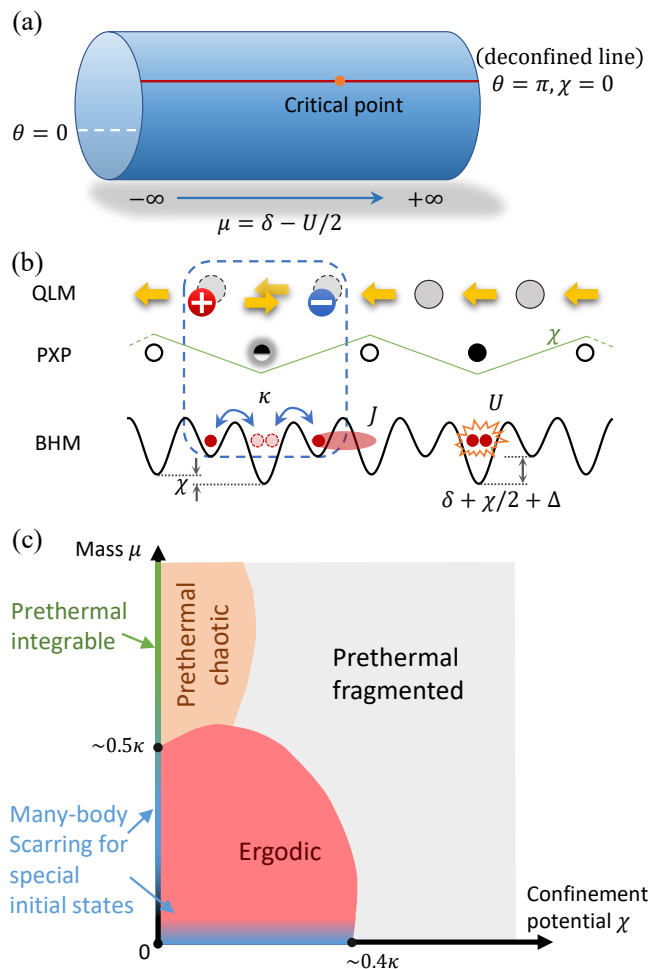 (a)
(deconfined line)
θ = π, χ = 0
Critical point
θ = 0
−∞
+∞
μ = δ − U/2
(b)
QLM
+
−
PXP
χ
κ
J
U
BHM
χ
δ + χ/2 + Δ
(c)
Mass μ
Prethermal
integrable
Prethermal
chaotic
Prethermal
fragmented
~0.5κ
Many-body
Scarring for
special
initial states
Ergodic
Confinement
potential χ
0
~0.4κ